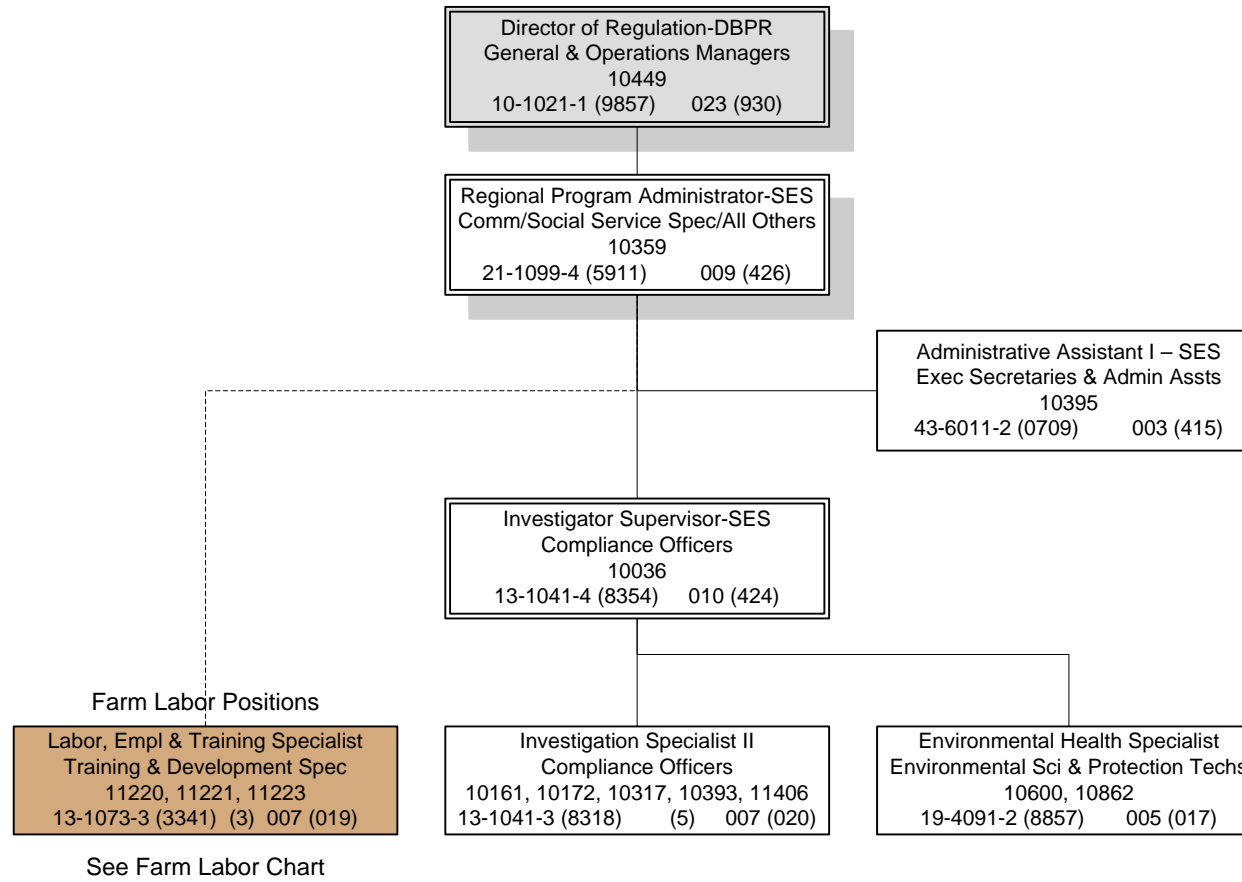 Director of Regulation-DBPR
General & Operations Managers
10449
10-1021-1 (9857) 023 (930)
Regional Program Administrator-SES
Comm/Social Service Spec/All Others
10359
21-1099-4 (5911) 009 (426)
Administrative Assistant I – SES
Exec Secretaries & Admin Assts
10395
43-6011-2 (0709) 003 (415)
Investigator Supervisor-SES
Compliance Officers
10036
13-1041-4 (8354) 010 (424)
Farm Labor Positions
Labor, Empl & Training Specialist
Training & Development Spec
11220, 11221, 11223
13-1073-3 (3341) (3) 007 (019)
See Farm Labor Chart
Investigation Specialist II
Compliance Officers
10161, 10172, 10317, 10393, 11406
13-1041-3 (8318) (5) 007 (020)
Environmental Health Specialist
Environmental Sci & Protection Techs
10600, 10862
19-4091-2 (8857) 005 (017)